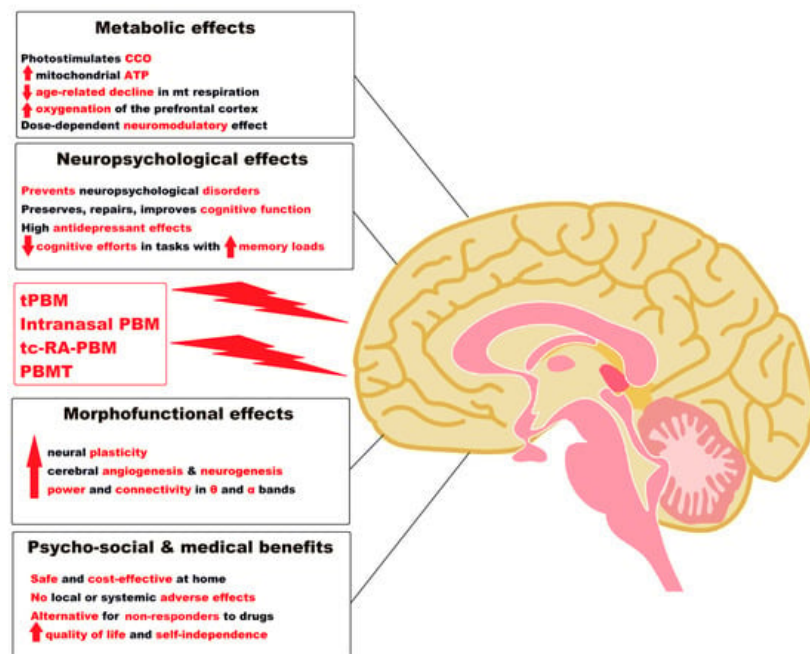 Metabolic effects
Photostimulates CCO
mitochondrial ATP
age-related decline in mt respiration
oxygenation of the prefrontal cortex
Dose-dependent neuromodulatory effect
Neuropsychological effects
Prevents neuropsychological disorders
Preserves, repairs, improves cognitive function
High antidepressant effects
cognitive efforts in tasks with memory loads
tPBM
Intranasal PBM
tc-RA-PBM
PBMT
Morphofunctional effects
neural plasticity
cerebral angiogenesis & neurogenesis
power and connectivity in θ and α bands
Psycho-social & medical benefits
Safe and cost-effective at home
No local or systemic adverse effects
Alternative for non-responders to drugs
quality of life and self-independence